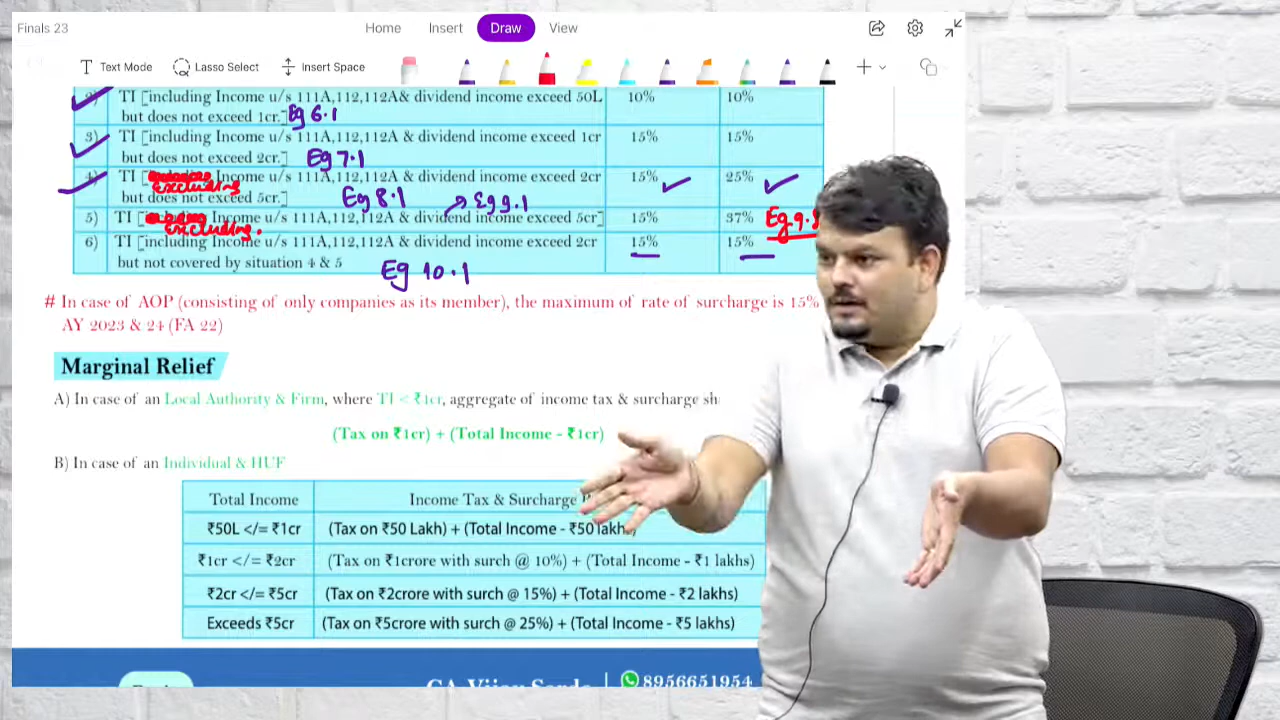 Finals 23
Home Insert Draw View
Text Mode Lasso Select Insert Space
TI [including Income u/s 111A,112,112A& dividend income exceed 50L 10% 10%
but does not exceed 1cr.] Eg 6.1
3) TI [including Income u/s 111A,112,112A & dividend income exceed 1cr 15% 15%
but does not exceed 2cr.] Eg 7.1
4) TI [excluding Income u/s 111A,112,112A & dividend income exceed 2cr 15% 25%
but does not exceed 5cr.] Eg 8.1 Eg 9.1
5) TI [excluding. Income u/s 111A,112,112A & dividend income exceed 5cr] 15% 37% Eg 9.
6) TI [including Income u/s 111A,112,112A & dividend income exceed 2cr 15% 15%
but not covered by situation 4 & 5 Eg 10.1
# In case of AOP (consisting of only companies as its member), the maximum of rate of surcharge is 15%
AY 2023 & 24 (FA 22)
Marginal Relief
A) In case of an Local Authority & Firm, where TI < ₹1cr, aggregate of income tax & surcharge sh
(Tax on ₹1cr) + (Total Income - ₹1cr)
B) In case of an Individual & HUF
Total Income Income Tax & Surcharge
₹50L </= ₹1cr (Tax on ₹50 Lakh) + (Total Income - ₹50 lakhs)
₹1cr </= ₹2cr (Tax on ₹1crore with surch @ 10%) + (Total Income - ₹1 lakhs)
₹2cr </= ₹5cr (Tax on ₹2crore with surch @ 15%) + (Total Income - ₹2 lakhs)
Exceeds ₹5cr (Tax on ₹5crore with surch @ 25%) + (Total Income - ₹5 lakhs)
CA Vijay Sarda | 8956651954